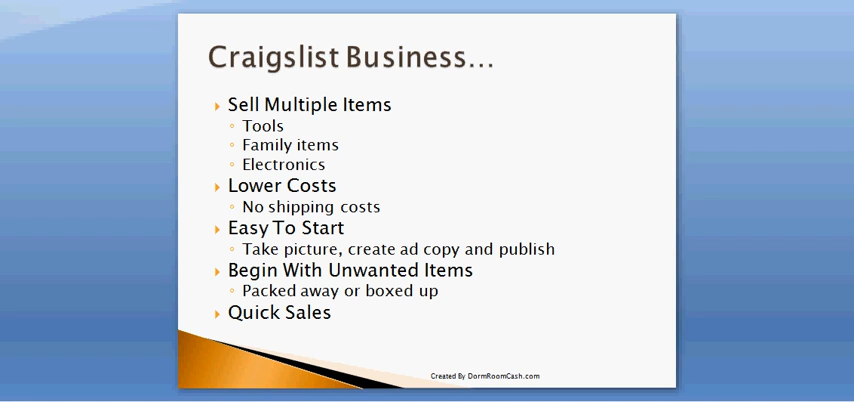 Craigslist Business...
Sell Multiple Items
Tools
Family items
Electronics
Lower Costs
No shipping costs
Easy To Start
Take picture, create ad copy and publish
Begin With Unwanted Items
Packed away or boxed up
Quick Sales
Created By DormRoomCash.com